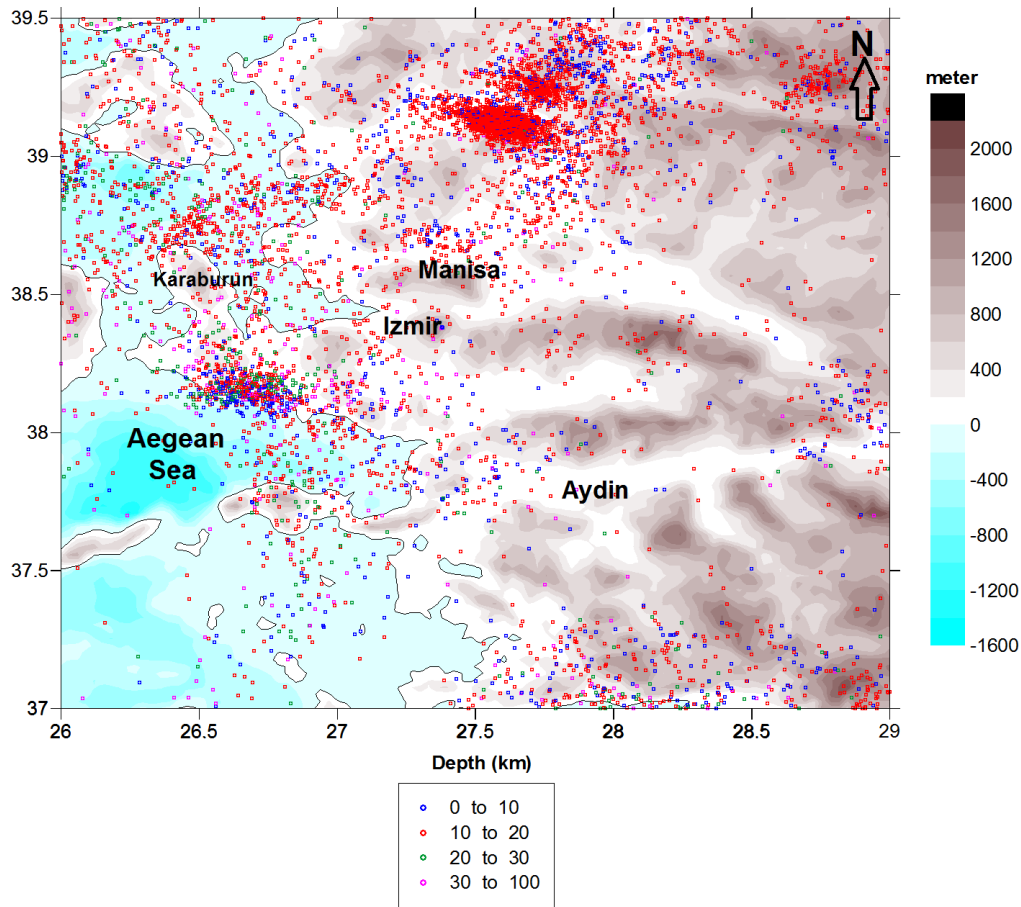 39.5
39
38.5
38
37.5
37
N
Karaburun
Manisa
Izmir
Aegean
Sea
Aydin
26
26.5
27
27.5
28
28.5
29
meter
2000
1600
1200
800
400
0
-400
-800
-1200
-1600
Depth (km)
0 to 10
10 to 20
20 to 30
30 to 100